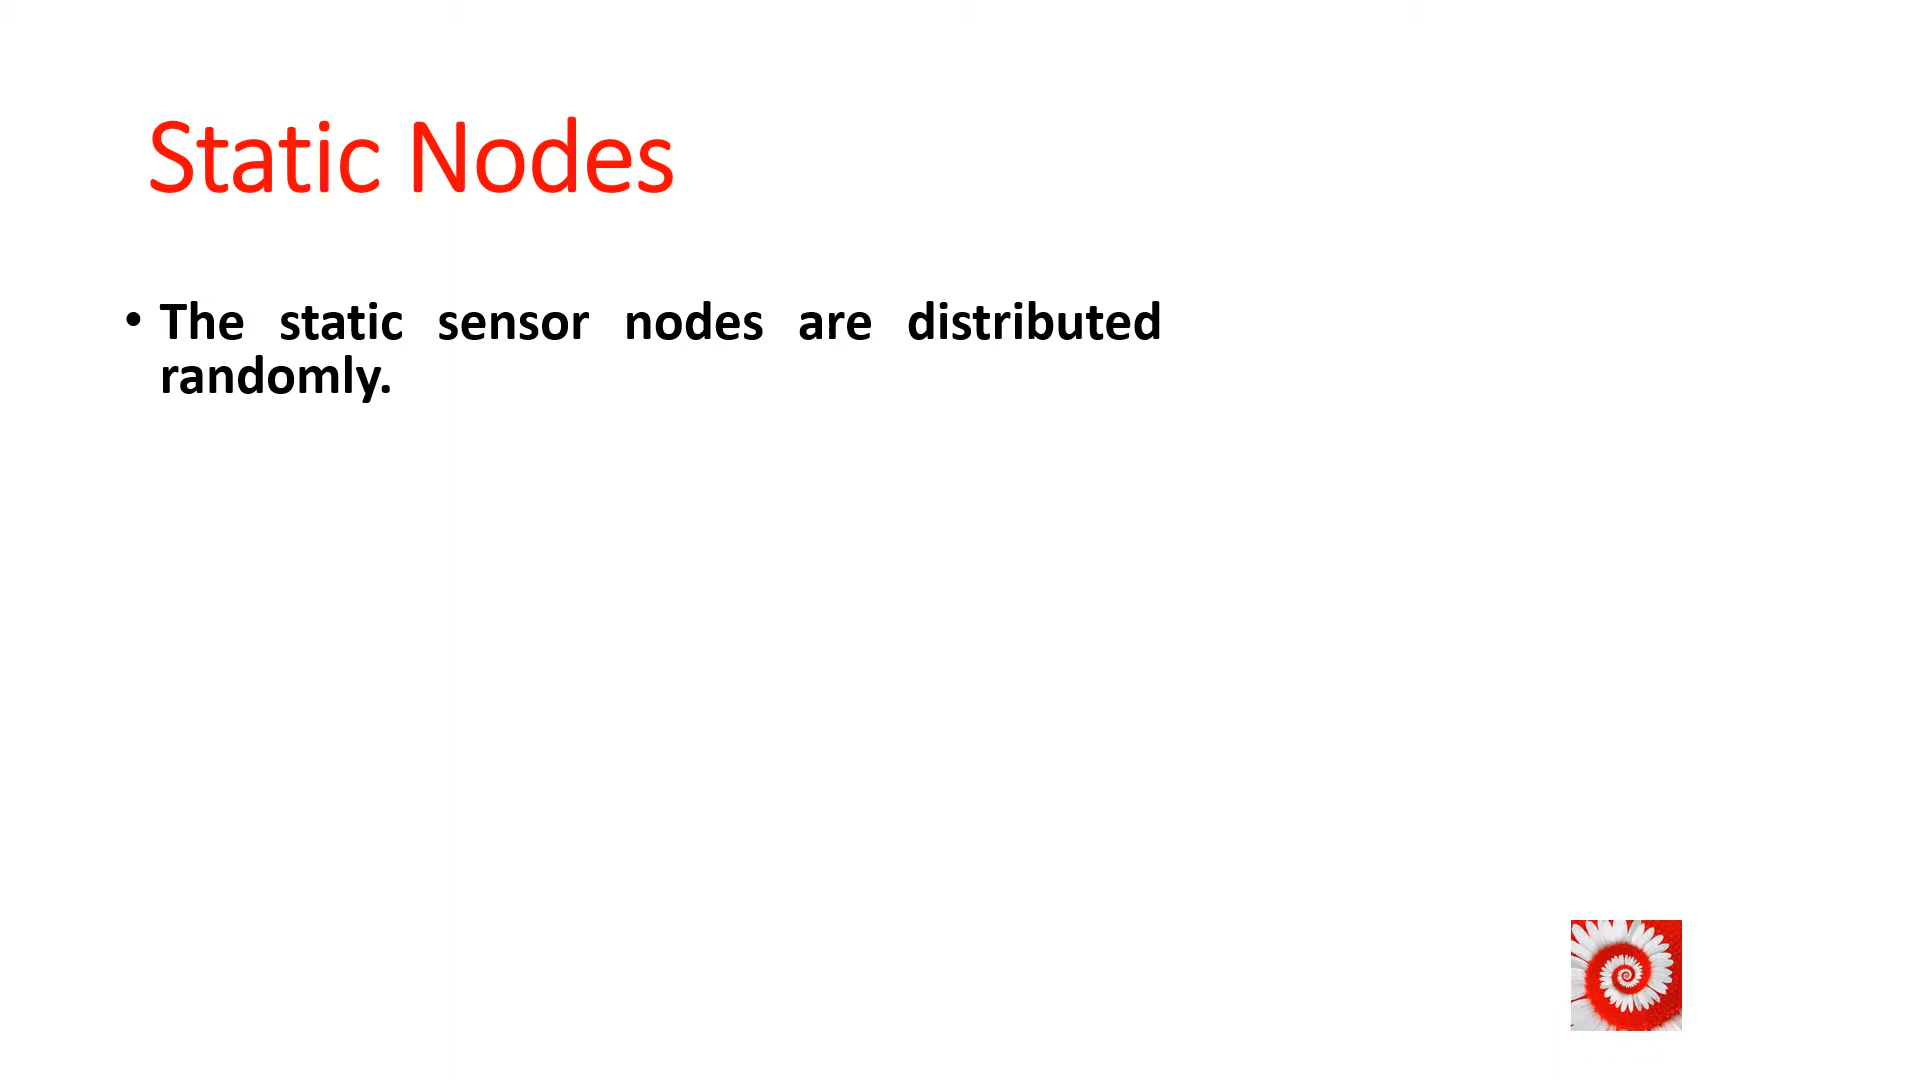 Static Nodes
• The static sensor nodes are distributed
randomly.